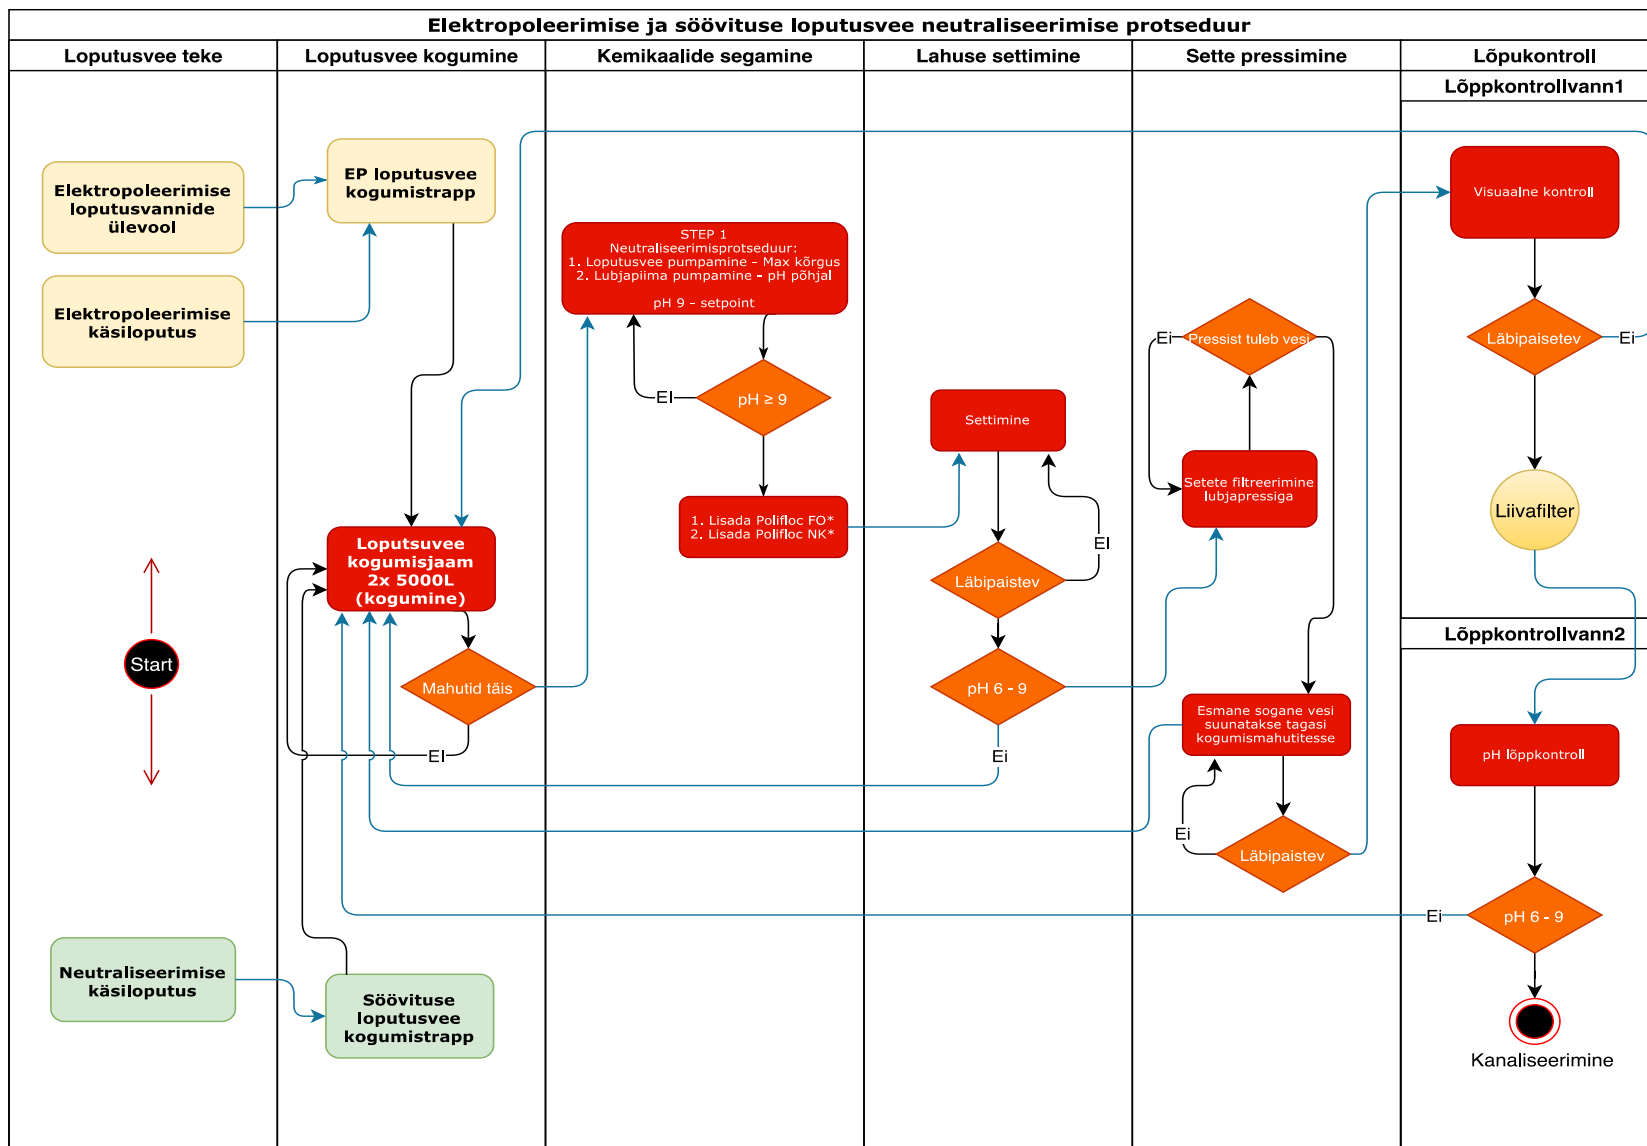 Elektropoleerimise ja söövituse loputusvee neutraliseerimise protseduur
Loputusvee teke
Loputusvee kogumine
Kemikaalide segamine
Lahuse settimine
Sette pressimine
Lõpukontroll
Lõppkontrollvann1
Elektropoleerimise
loputusvannide
ülevool
Elektropoleerimise
käsiloputus
Start
Neutraliseerimise
käsiloputus
EP loputusvee
kogumistrapp
Loputsuvee
kogumisjaam
2x 5000L
(kogumine)
Mahutid täis
EI
Söövituse
loputusvee
kogumistrapp
STEP 1
Neutraliseerimisprotseduur:
1. Loputusvee pumpamine - Max kõrgus
2. Lubjapiima pumpamine - pH põhjal
pH 9 - setpoint
EI
pH ≥ 9
1. Lisada Polifloc FO*
2. Lisada Polifloc NK*
Settimine
EI
Läbipaistev
pH 6 - 9
Ei
Ei
Pressist tuleb vesi
Setete filtreerimine
lubjapressiga
Esmane sogane vesi
suunatakse tagasi
kogumismahutitesse
Ei
Läbipaistev
Visuaalne kontroll
Läbipaisetev
Ei
Liivafilter
Lõppkontrollvann2
pH lõppkontroll
Ei
pH 6 - 9
Kanaliseerimine